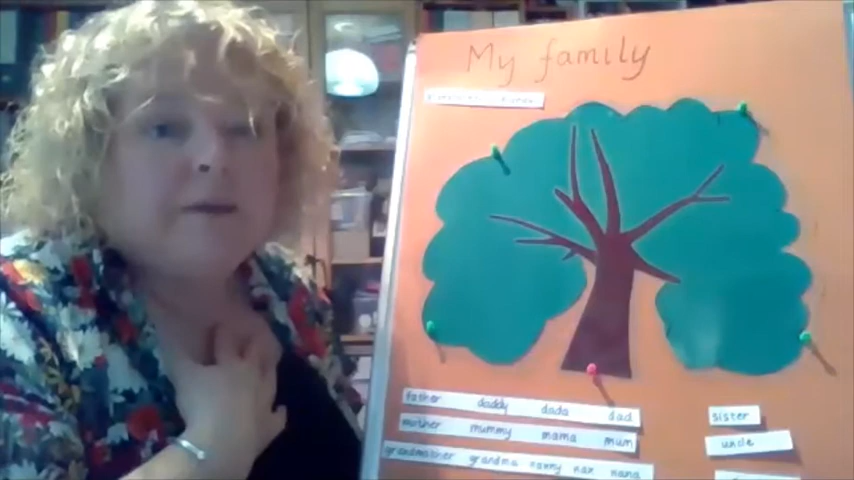 My family
father daddy dada dad
mother mummy mama mum
grandmother grandma nanny nan nana
sister
uncle